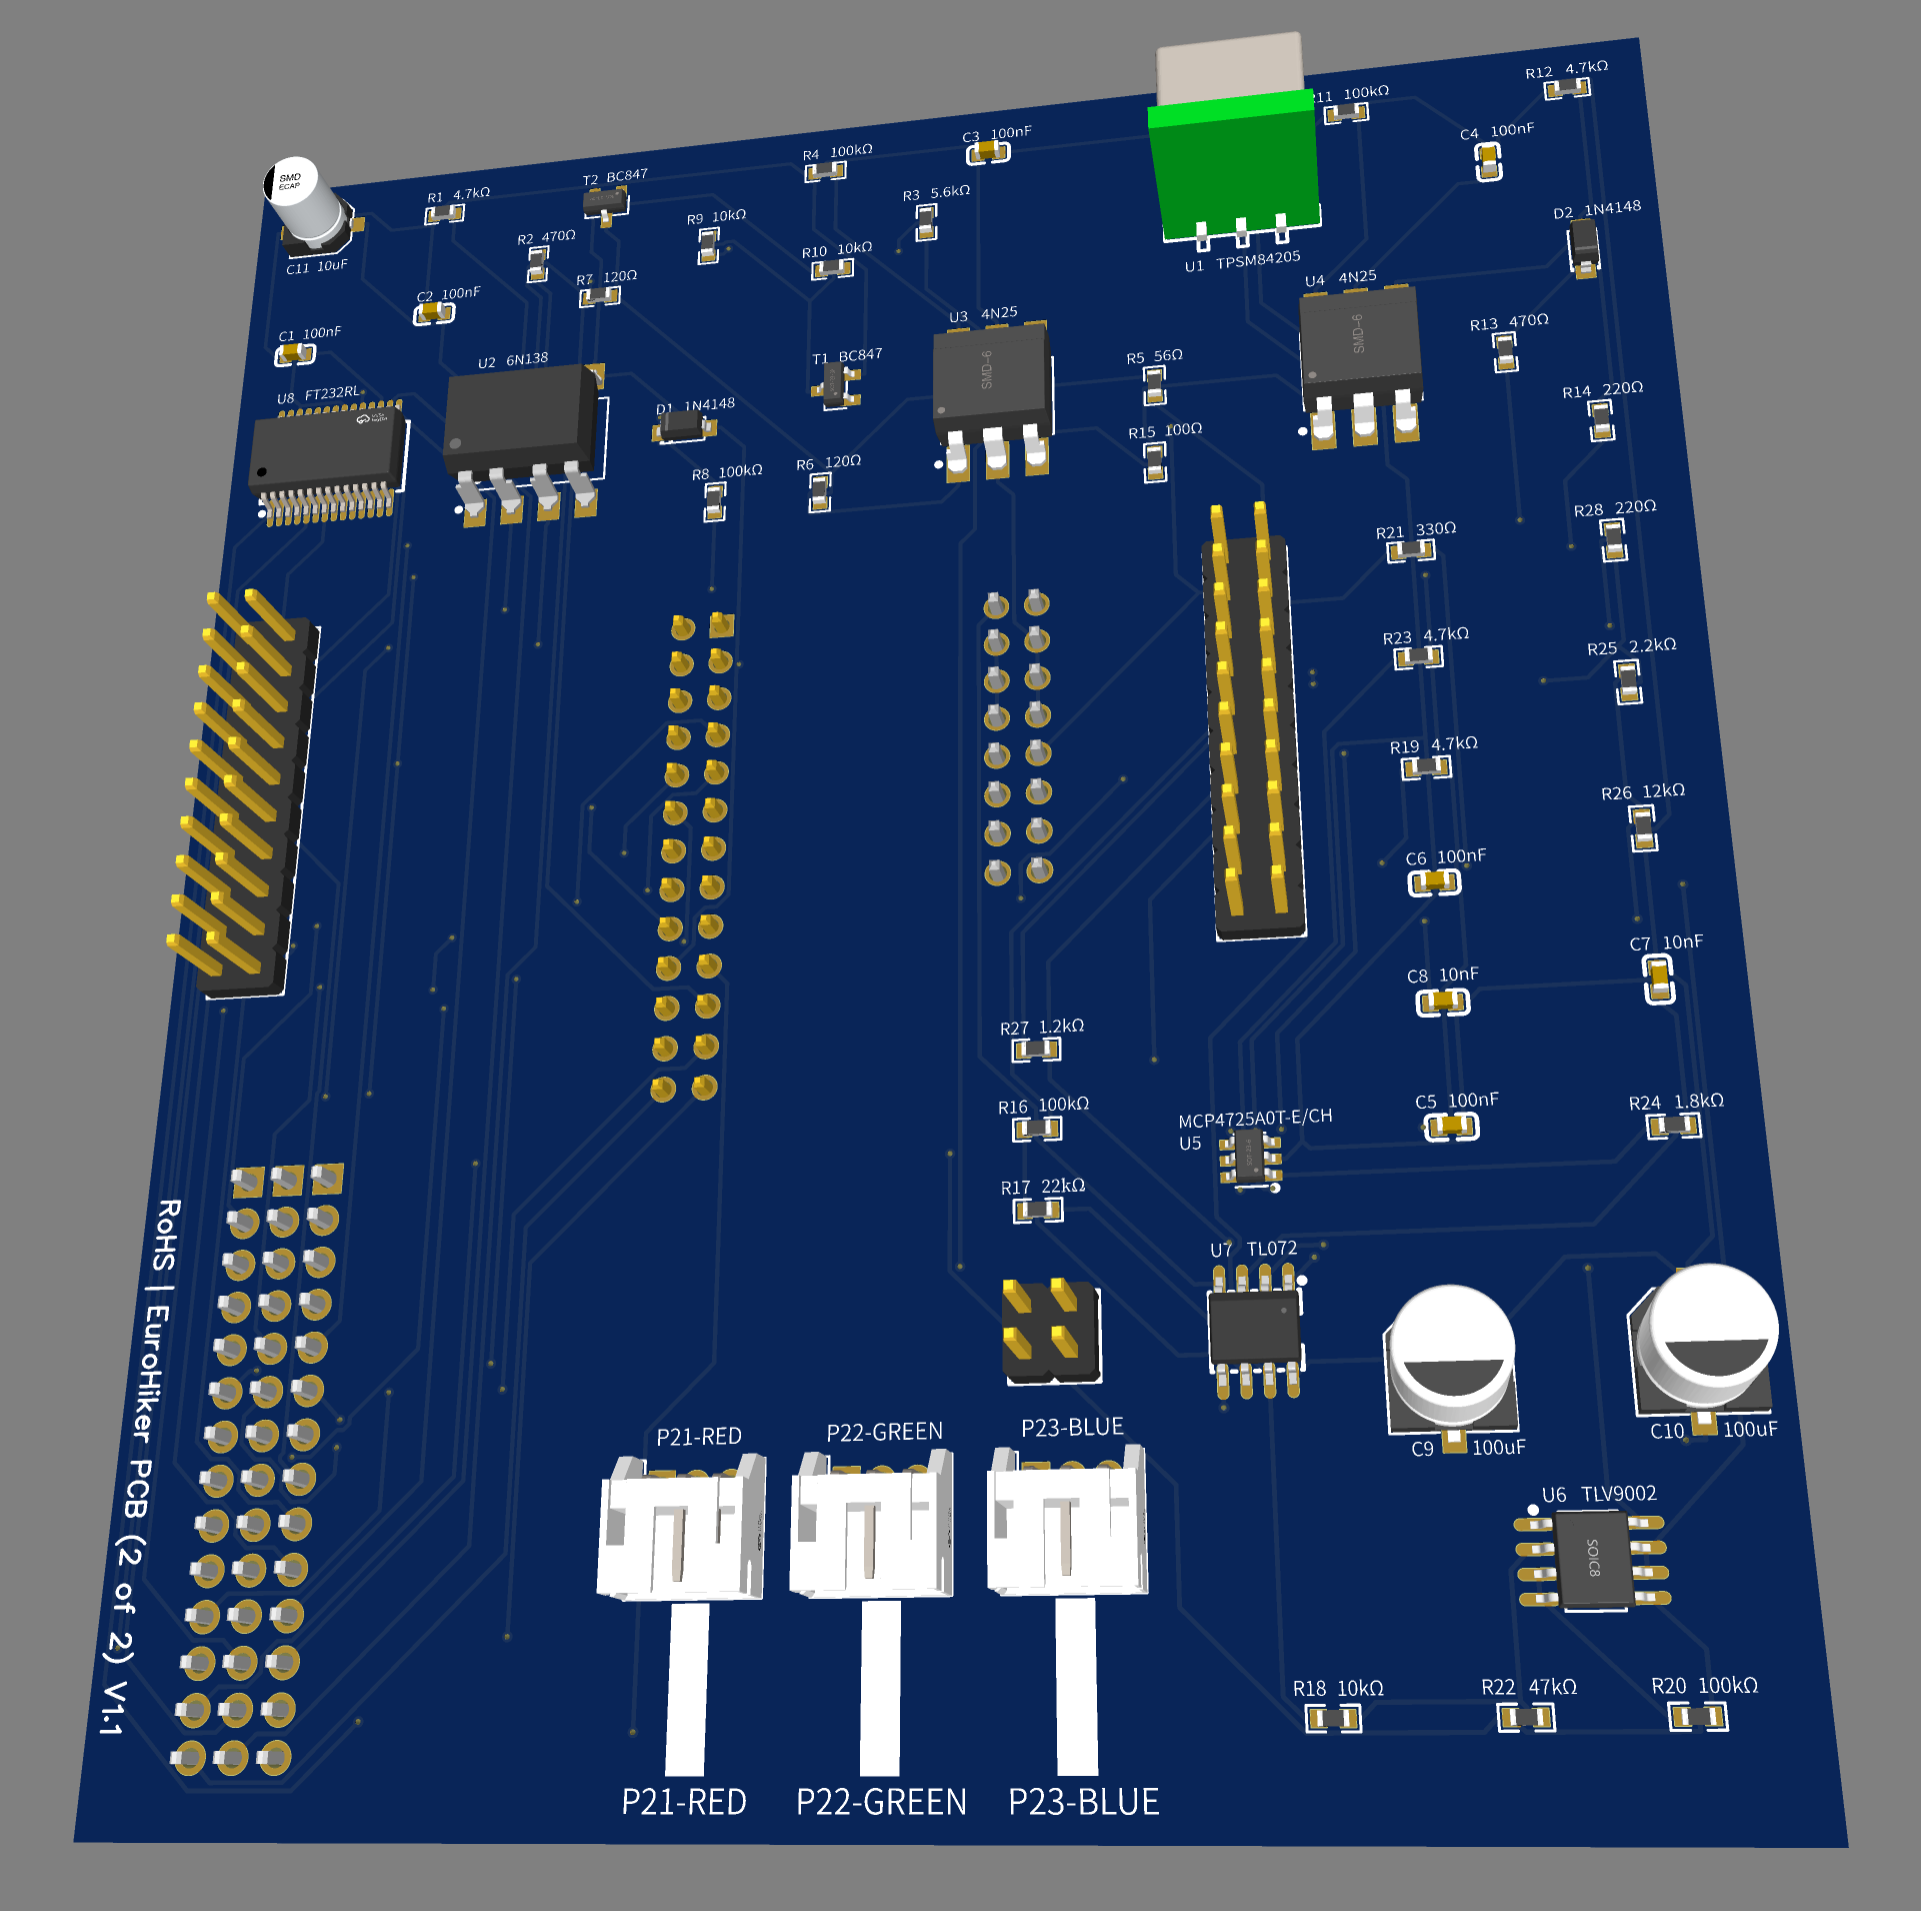 R12 4.7kΩ
R11 100kΩ
C4 100nF
C3 100nF
R4 100kΩ
SMD
ECAP
T2 BC847
R1 4.7kΩ
R3 5.6kΩ
D2 1N4148
R9 10kΩ
R2 470Ω
R10 10kΩ
U1 TPSM84205
C11 10uF
R7 120Ω
U4 4N25
C2 100nF
U3 4N25
R13 470Ω
SMD-6
C1 100nF
U2 6N138
T1 BC847
R5 56Ω
SMD-6
U8 FT232RL
R14 220Ω
D1 1N4148
R15 100Ω
R8 100kΩ
R6 120Ω
R28 220Ω
R21 330Ω
R23 4.7kΩ
R25 2.2kΩ
R19 4.7kΩ
R26 12kΩ
C6 100nF
C7 10nF
C8 10nF
R27 1.2kΩ
R16 100kΩ
C5 100nF
R24 1.8kΩ
MCP4725A0T-E/CH
U5
R17 22kΩ
U7 TL072
RoHS | EuroHiker PCB (2 of 2) V1.1
P21-RED
P22-GREEN
P23-BLUE
C9 100uF
C10 100uF
U6 TLV9002
SOIC8
R18 10kΩ
R22 47kΩ
R20 100kΩ
P21-RED
P22-GREEN
P23-BLUE